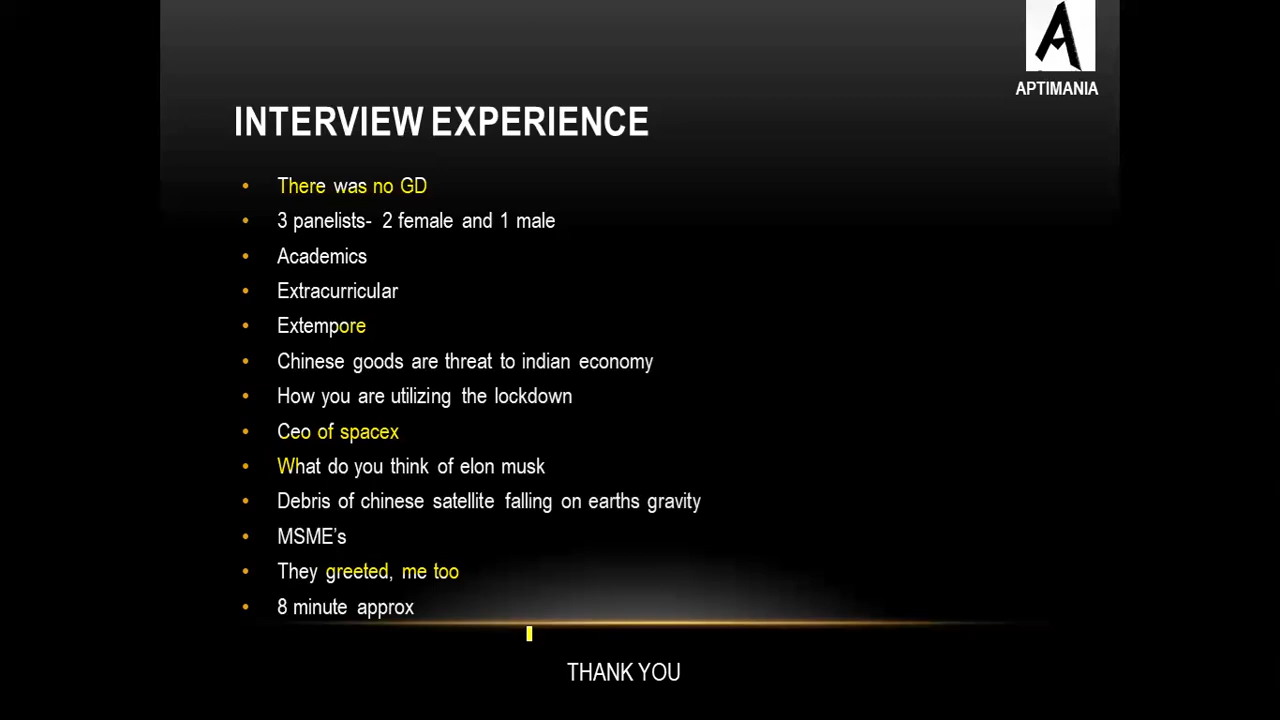 A
APTIMANIA
INTERVIEW EXPERIENCE
• There was no GD
• 3 panelists- 2 female and 1 male
• Academics
• Extracurricular
• Extempore
• Chinese goods are threat to indian economy
• How you are utilizing the lockdown
• Ceo of spacex
• What do you think of elon musk
• Debris of chinese satellite falling on earths gravity
• MSME's
• They greeted, me too
• 8 minute approx
THANK YOU